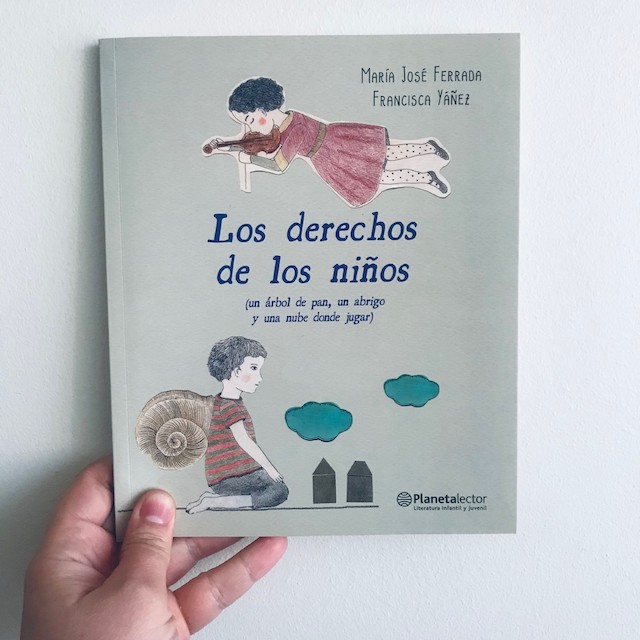 María José Ferrada
Francisca Yáñez
Los derechos
de los niños
(un árbol de pan, un abrigo
y una nube donde jugar)
Planetalector
Literatura Infantil y Juvenil